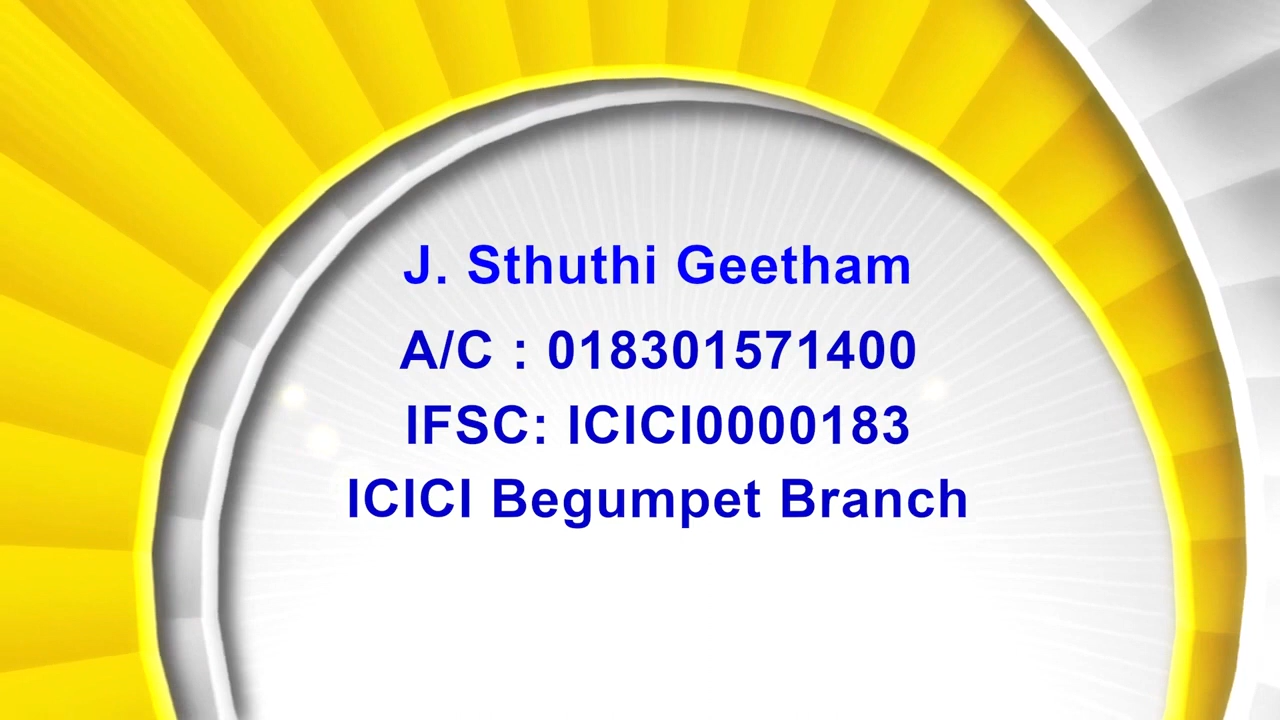 J. Sthuthi Geetham
A/C : 018301571400
IFSC: ICICI0000183
ICICI Begumpet Branch